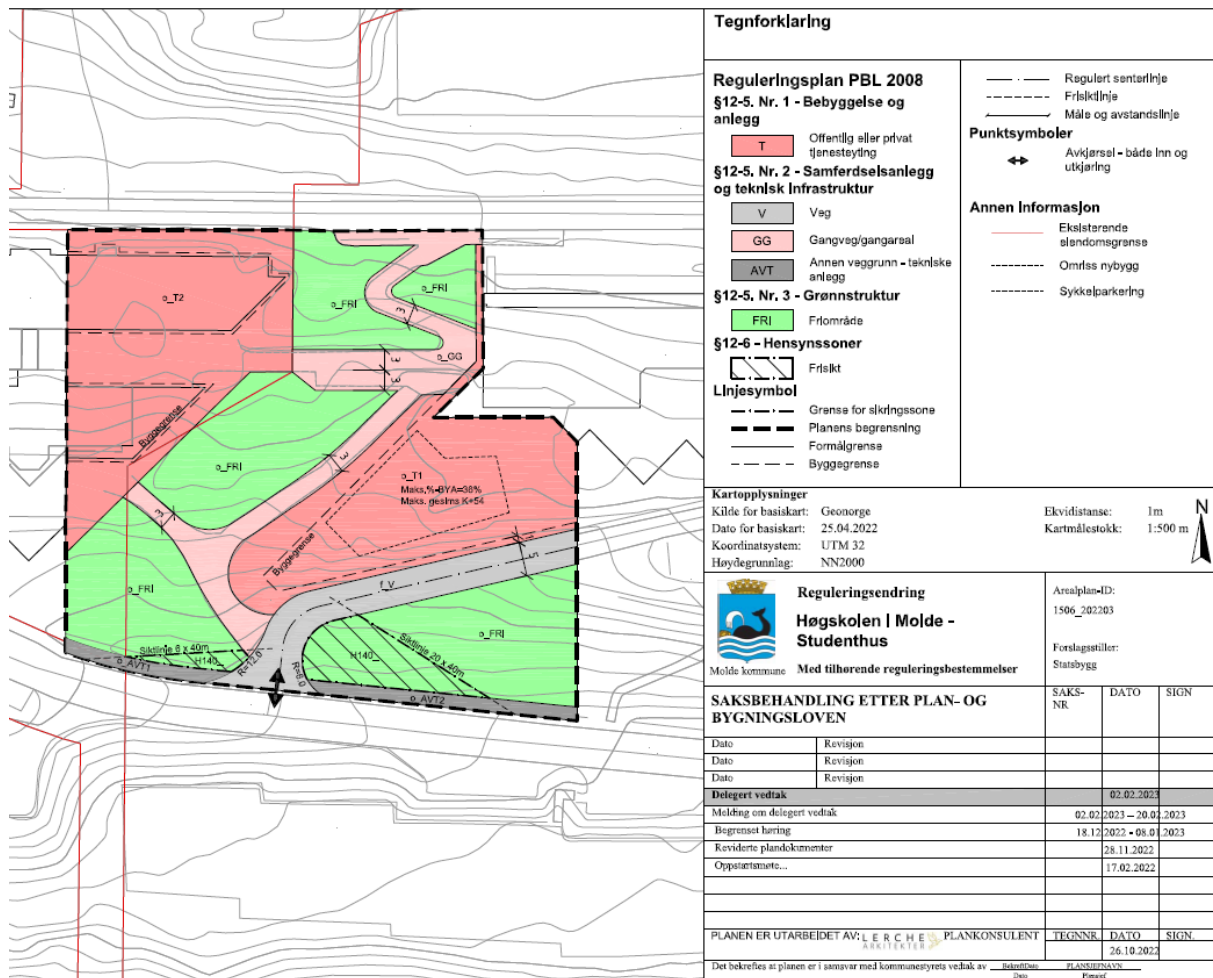 o_T2
o_FRI
o_FRI
3
o_GG
3
3
Byggegrense
o_FRI
3
o_T1
Maks.%-BYA=38%
Maks. gesims K+54
3
Byggegrense
5
f_V
o_FRI
o_FRI
Siktlinje 6 x 40m
H140_
Siktlinje 20 x 40m
H140_
o_AVT1
R=12.0
R=8.0
o_AVT2
Tegnforklaring
Reguleringsplan PBL 2008
§12-5. Nr. 1 - Bebyggelse og
anlegg
T Offentlig eller privat
tjenesteyting
§12-5. Nr. 2 - Samferdselsanlegg
og teknisk infrastruktur
V Veg
GG Gangveg/gangareal
AVT Annen veggrunn - tekniske
anlegg
§12-5. Nr. 3 - Grønnstruktur
FRI Friområde
§12-6 - Hensynssoner
Frisikt
Linjesymbol
Grense for sikringssone
Planens begrensning
Formålgrense
Byggegrense
Regulert senterlinje
Frisiktlinje
Måle og avstandslinje
Punktsymboler
Avkjørsel - både inn og
utkjøring
Annen informasjon
Eksisterende
eiendomsgrense
Omriss nybygg
Sykkelparkering
Kartopplysninger
Kilde for basiskart: Geonorge
Dato for basiskart: 25.04.2022
Koordinatsystem: UTM 32
Høydegrunnlag: NN2000
Ekvidistanse: 1m
Kartmålestokk: 1:500 m
N
Molde kommune
Reguleringsendring
Høgskolen i Molde -
Studenthus
Med tilhørende reguleringsbestemmelser
Arealplan-ID:
1506_202203
Forslagsstiller:
Statsbygg
SAKSBEHANDLING ETTER PLAN- OG
BYGNINGSLOVEN
SAKS-
NR
DATO
SIGN
Dato Revisjon
Dato Revisjon
Dato Revisjon
Delegert vedtak 02.02.2023
Melding om delegert vedtak 02.02.2023 – 20.02.2023
Begrenset høring 18.12.2022 - 08.01.2023
Reviderte plandokumenter 28.11.2022
Oppstartsmøte... 17.02.2022
PLANEN ER UTARBEIDET AV: LERCHE
ARKITEKTER
PLANKONSULENT
TEGNNR. DATO SIGN.
26.10.2022
Det bekreftes at planen er i samsvar med kommunestyrets vedtak av BekreftDato
Dato
PLANSJEFNAVN
Plansjef